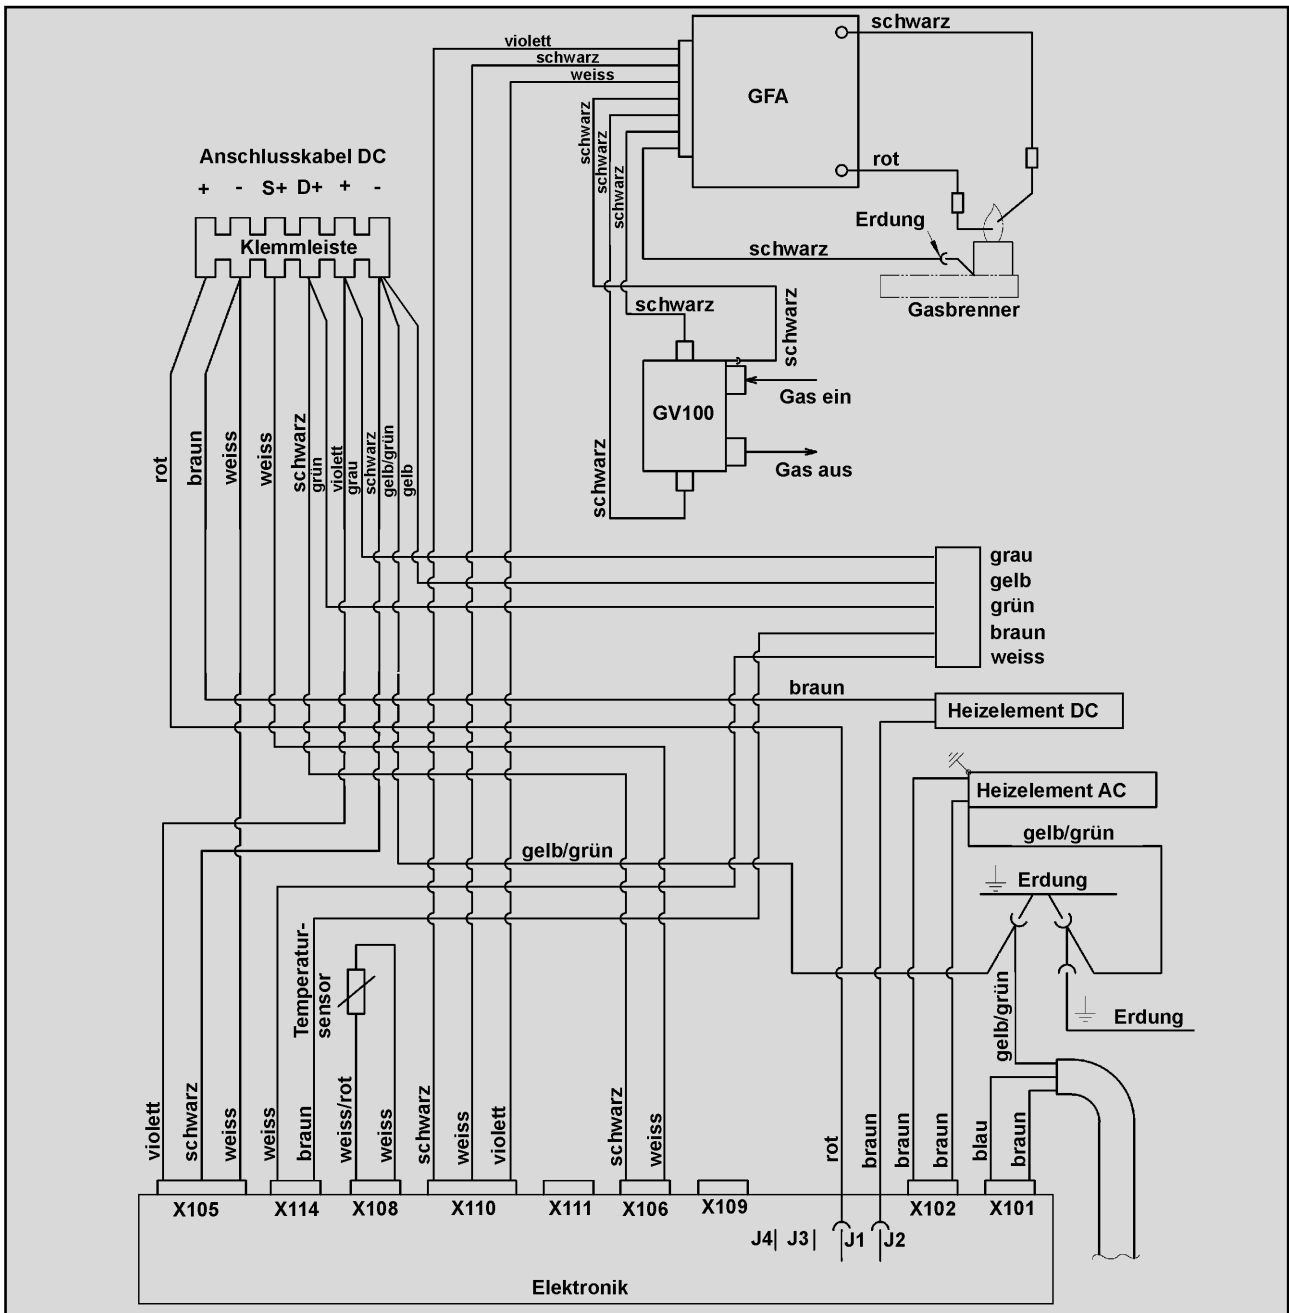 schwarz
violett
schwarz
weiss
GFA
schwarz
schwarz
schwarz
Anschlusskabel DC
+ - S+ D+ + -
rot
Erdung
Klemmleiste
schwarz
Gasbrenner
schwarz
schwarz
Gas ein
GV100
Gas aus
schwarz
rot
braun
weiss
weiss
schwarz
grün
violett
grau
schwarz
gelb/grün
gelb
grau
gelb
grün
braun
weiss
braun
Heizelement DC
Heizelement AC
gelb/grün
gelb/grün
Erdung
Temperatur-
sensor
gelb/grün
Erdung
violett
schwarz
weiss
weiss
braun
weiss/rot
weiss
schwarz
weiss
violett
schwarz
weiss
rot
braun
braun
braun
blau
braun
X105 X114 X108 X110 X111 X106 X109 X102 X101
J4 J3 J1 J2
Elektronik